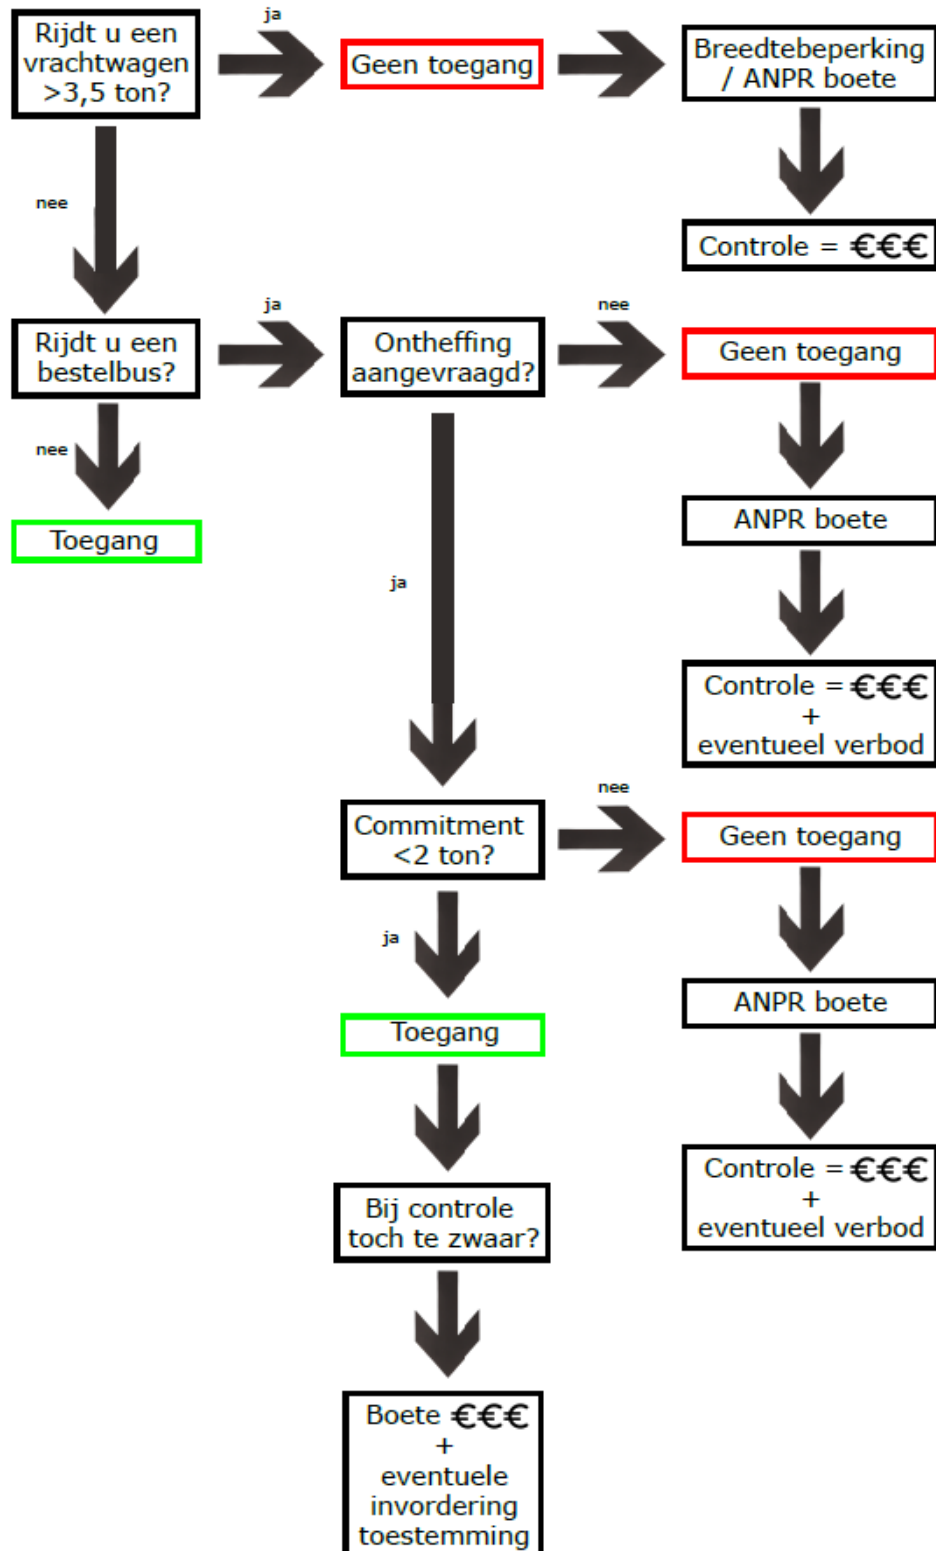 Rijdt u een
vrachtwagen
>3,5 ton?
ja
Geen toegang
Breedtebeperking
/ ANPR boete
Controle = €€€
nee
Rijdt u een
bestelbus?
ja
Ontheffing
aangevraagd?
nee
Geen toegang
ANPR boete
Controle = €€€
+
eventueel verbod
nee
Toegang
ja
Commitment
<2 ton?
nee
Geen toegang
ANPR boete
Controle = €€€
+
eventueel verbod
ja
Toegang
Bij controle
toch te zwaar?
Boete €€€
+
eventuele
invordering
toestemming